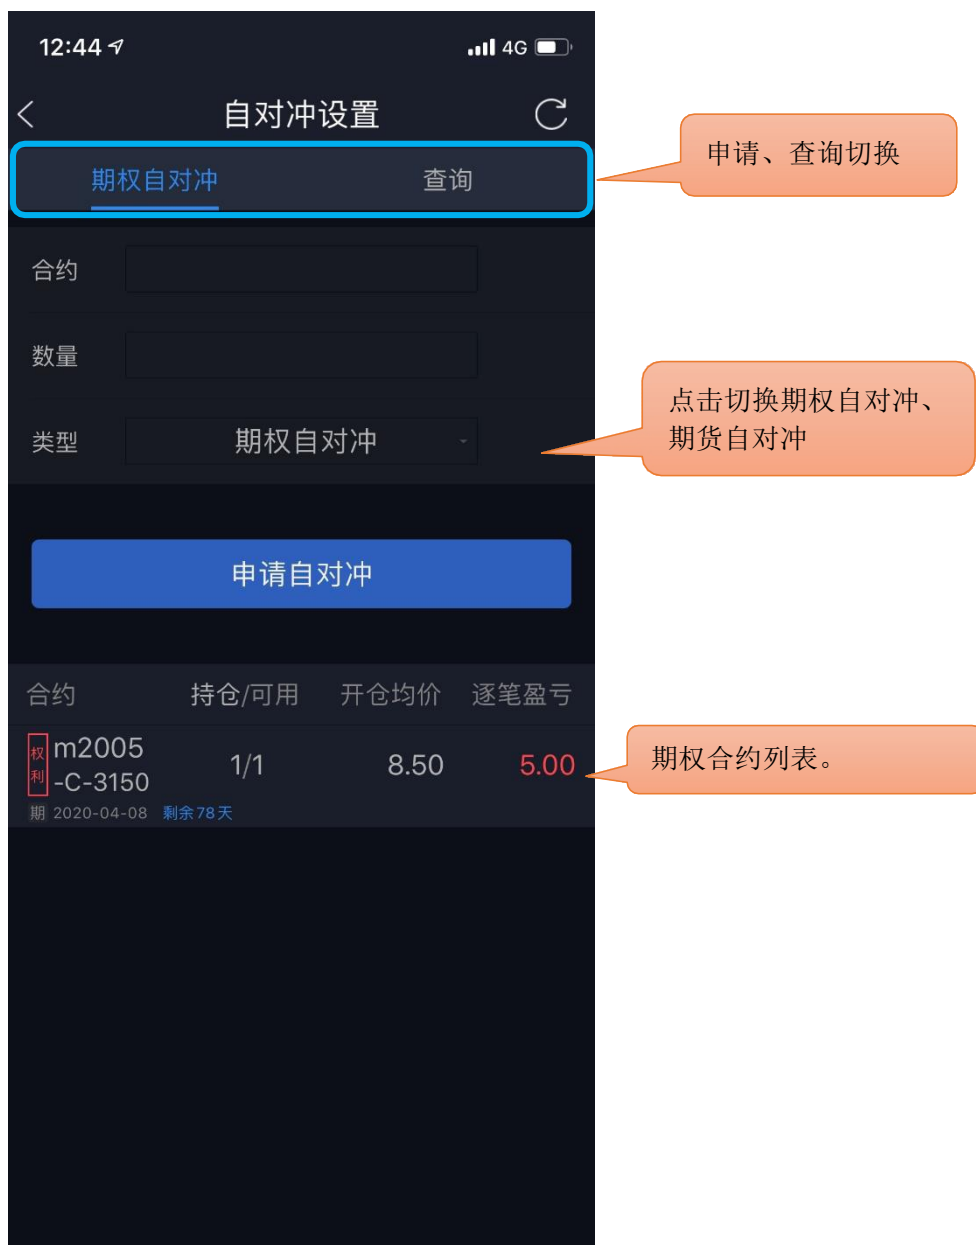 12:44
4G
自对冲设置
期权自对冲 查询
申请、查询切换
合约
数量
类型 期权自对冲
点击切换期权自对冲、
期货自对冲
申请自对冲
合约 持仓/可用 开仓均价 逐笔盈亏
权利 m2005
-C-3150 1/1 8.50 5.00
期 2020-04-08 剩余78天
期权合约列表。